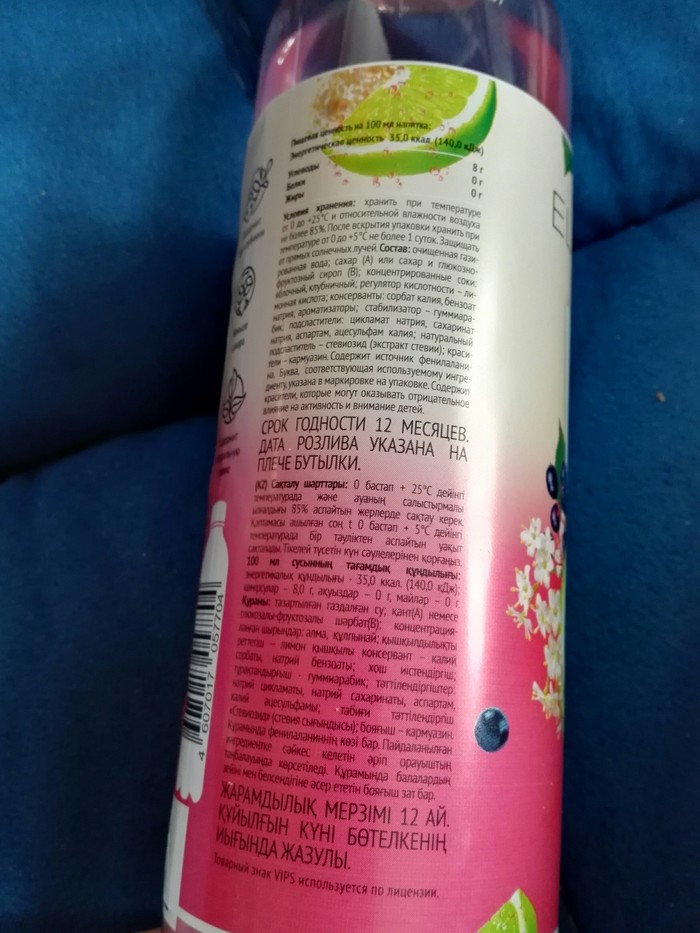 Пищевая ценность на 100 мл напитка:
Энергетическая ценность 35,0 ккал. (140,0 кДж)
Углеводы 8 г
Белки 0 г
Жиры 0 г
Условия хранения: хранить при температуре
от 0 до +25°С и относительной влажности воздуха
не более 85%. После вскрытия упаковки хранить при
температуре от 0 до +5°С не более 1 суток. Защищать
от прямых солнечных лучей. Состав: очищенная гази-
рованная вода; сахар (А) или сахар и глюкозно-
фруктозный сироп (В); концентрированные соки:
яблочный, клубничный; регулятор кислотности – ли-
монная кислота; консерванты: сорбат калия, бензоат
натрия; ароматизаторы; стабилизатор – гуммиара-
бик; подсластители: цикламат натрия, сахаринат
натрия, аспартам, ацесульфам калия; натуральный
подсластитель – стевиозид (экстракт стевии); краси-
тели – кармуазин. Содержит источник фенилалани-
на. Буква, соответствующая используемому ингре-
диенту, указана в маркировке на упаковке. Содержит
красители, которые могут оказывать отрицательное
влияние на активность и внимание детей.
СРОК ГОДНОСТИ 12 МЕСЯЦЕВ.
ДАТА РОЗЛИВА УКАЗАНА НА
ПЛЕЧЕ БУТЫЛКИ.
(KZ) Сақталу шарттары: 0 бастап + 25°С дейінгі
температурада және ауаның салыстырмалы
ылғалдығы 85% аспайтын жерлерде сақтау керек.
Қаптамасы ашылған соң t 0 бастап + 5°С дейінгі
температурада бір тәуліктен аспайтын уақыт
сақталады. Тікелей түсетін күн сәулелерінен қорғаңыз.
100 мл сусынның тағамдық құндылығы:
энергетикалық құндылығы - 35,0 ккал. (140,0 кДж);
көмірсулар – 8,0 г, ақуыздар – 0 г, майлар – 0 г.
Құрамы: тазартылған газдалған су; қант(А) немесе
глюкозалы-фруктозалы шәрбат(В); концентрация-
ланған шырындар: алма, құлпынай; қышқылдылықты
реттегіш – лимон қышқылы консервант – калий
сорбаты, натрий бензоаты; хош иістендіргіш;
тұрақтандырғыш - гуммиарабик; тәттілендіргіштер:
натрий цикламаты, натрий сахаринаты, аспартам,
калий ацесульфамы; табиғи тәттілендіргіш
«Стевиозид» (стевия сығындысы); бояғыш – кармуазин.
Құрамында фенилаланиннің көзі бар. Пайдаланылған
ингредиентке сәйкес келетін әріп орауыштың
таңбалауында көрсетіледі. Құрамында балалардың
зейіні мен белсендігіне әсер ететін бояғыш зат бар.
ЖАРАМДЫЛЫҚ МЕРЗІМІ 12 АЙ.
ҚҰЙЫЛҒАН КҮНІ БӨТЕЛКЕНІҢ
ИЫҒЫНДА ЖАЗУЛЫ.
Товарный знак VIPS используется по лицензии.
4 607017 057704